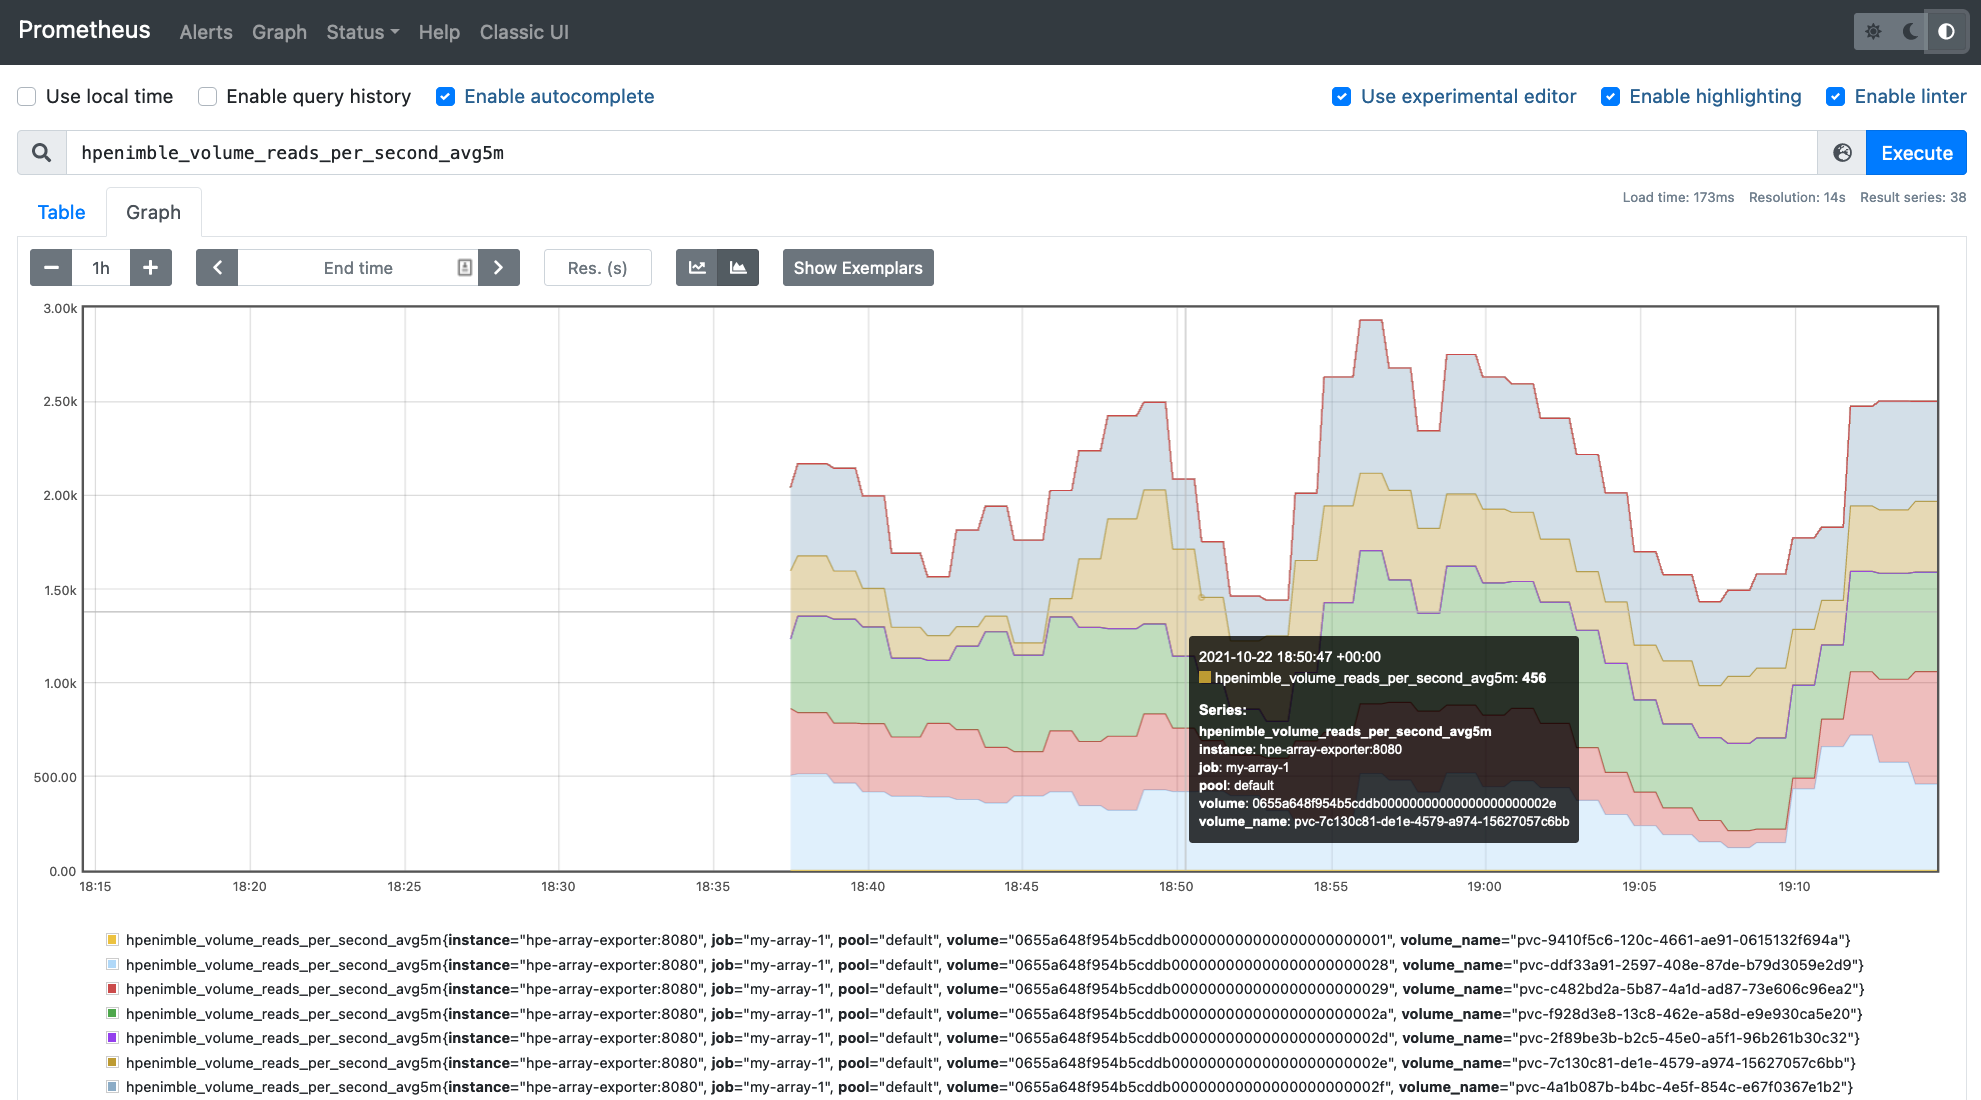 Prometheus Alerts Graph Status Help Classic UI
Use local time Enable query history Enable autocomplete Use experimental editor Enable highlighting Enable linter
hpenimble_volume_reads_per_second_avg5m Execute
Table Graph Load time: 173ms Resolution: 14s Result series: 38
1h End time Res. (s) Show Exemplars
3.00k
2.50k
2.00k
1.50k
1.00k
500.00
0.00
2021-10-22 18:50:47 +00:00
hpenimble_volume_reads_per_second_avg5m: 456
Series:
hpenimble_volume_reads_per_second_avg5m
instance: hpe-array-exporter:8080
job: my-array-1
pool: default
volume: 0655a648f954b5cddb00000000000000000000002e
volume_name: pvc-7c130c81-de1e-4579-a974-15627057c6bb
18:15 18:20 18:25 18:30 18:35 18:40 18:45 18:50 18:55 19:00 19:05 19:10
hpenimble_volume_reads_per_second_avg5m{instance="hpe-array-exporter:8080", job="my-array-1", pool="default", volume="0655a648f954b5cddb000000000000000000000001", volume_name="pvc-9410f5c6-120c-4661-ae91-0615132f694a"}
hpenimble_volume_reads_per_second_avg5m{instance="hpe-array-exporter:8080", job="my-array-1", pool="default", volume="0655a648f954b5cddb000000000000000000000028", volume_name="pvc-ddf33a91-2597-408e-87de-b79d3059e2d9"}
hpenimble_volume_reads_per_second_avg5m{instance="hpe-array-exporter:8080", job="my-array-1", pool="default", volume="0655a648f954b5cddb000000000000000000000029", volume_name="pvc-c482bd2a-5b87-4a1d-ad87-73e606c96ea2"}
hpenimble_volume_reads_per_second_avg5m{instance="hpe-array-exporter:8080", job="my-array-1", pool="default", volume="0655a648f954b5cddb00000000000000000000002a", volume_name="pvc-f928d3e8-13c8-462e-a58d-e9e930ca5e20"}
hpenimble_volume_reads_per_second_avg5m{instance="hpe-array-exporter:8080", job="my-array-1", pool="default", volume="0655a648f954b5cddb00000000000000000000002d", volume_name="pvc-2f89be3b-b2c5-45e0-a5f1-96b261b30c32"}
hpenimble_volume_reads_per_second_avg5m{instance="hpe-array-exporter:8080", job="my-array-1", pool="default", volume="0655a648f954b5cddb00000000000000000000002e", volume_name="pvc-7c130c81-de1e-4579-a974-15627057c6bb"}
hpenimble_volume_reads_per_second_avg5m{instance="hpe-array-exporter:8080", job="my-array-1", pool="default", volume="0655a648f954b5cddb00000000000000000000002f", volume_name="pvc-4a1b087b-b4bc-4e5f-854c-e67f0367e1b2"}